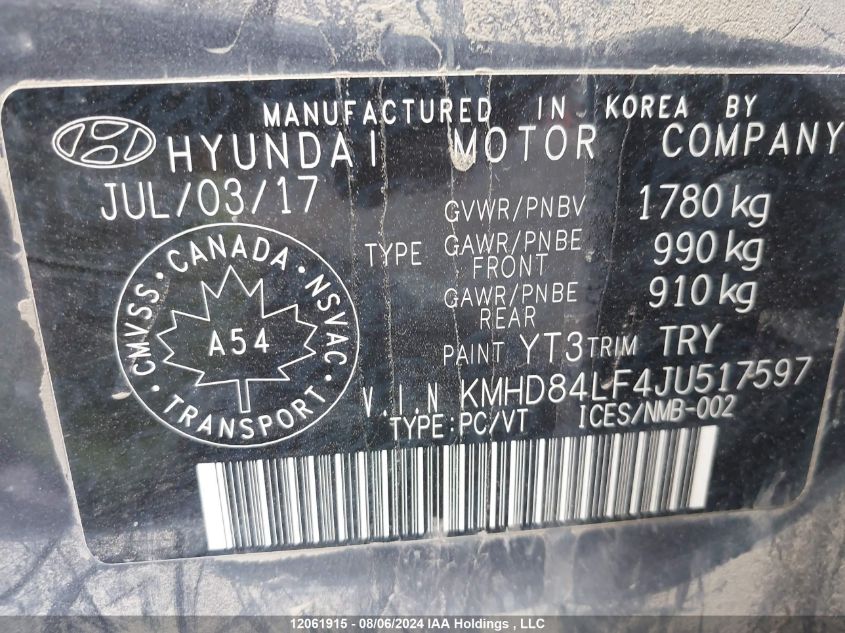 MANUFACTURED IN KOREA BY
HYUNDAI MOTOR COMPANY
JUL/03/17
GVWR/PNBV 1780 kg
TYPE GAWR/PNBE FRONT 990 kg
GAWR/PNBE REAR 910 kg
CMVSS · CANADA · NSVAC · TRANSPORT ·
A54
PAINT YT3 TRIM TRY
V.I.N KMHD84LF4JU517597
TYPE:PC/VT ICES/NMB-002
12061915 - 08/06/2024 IAA Holdings , LLC